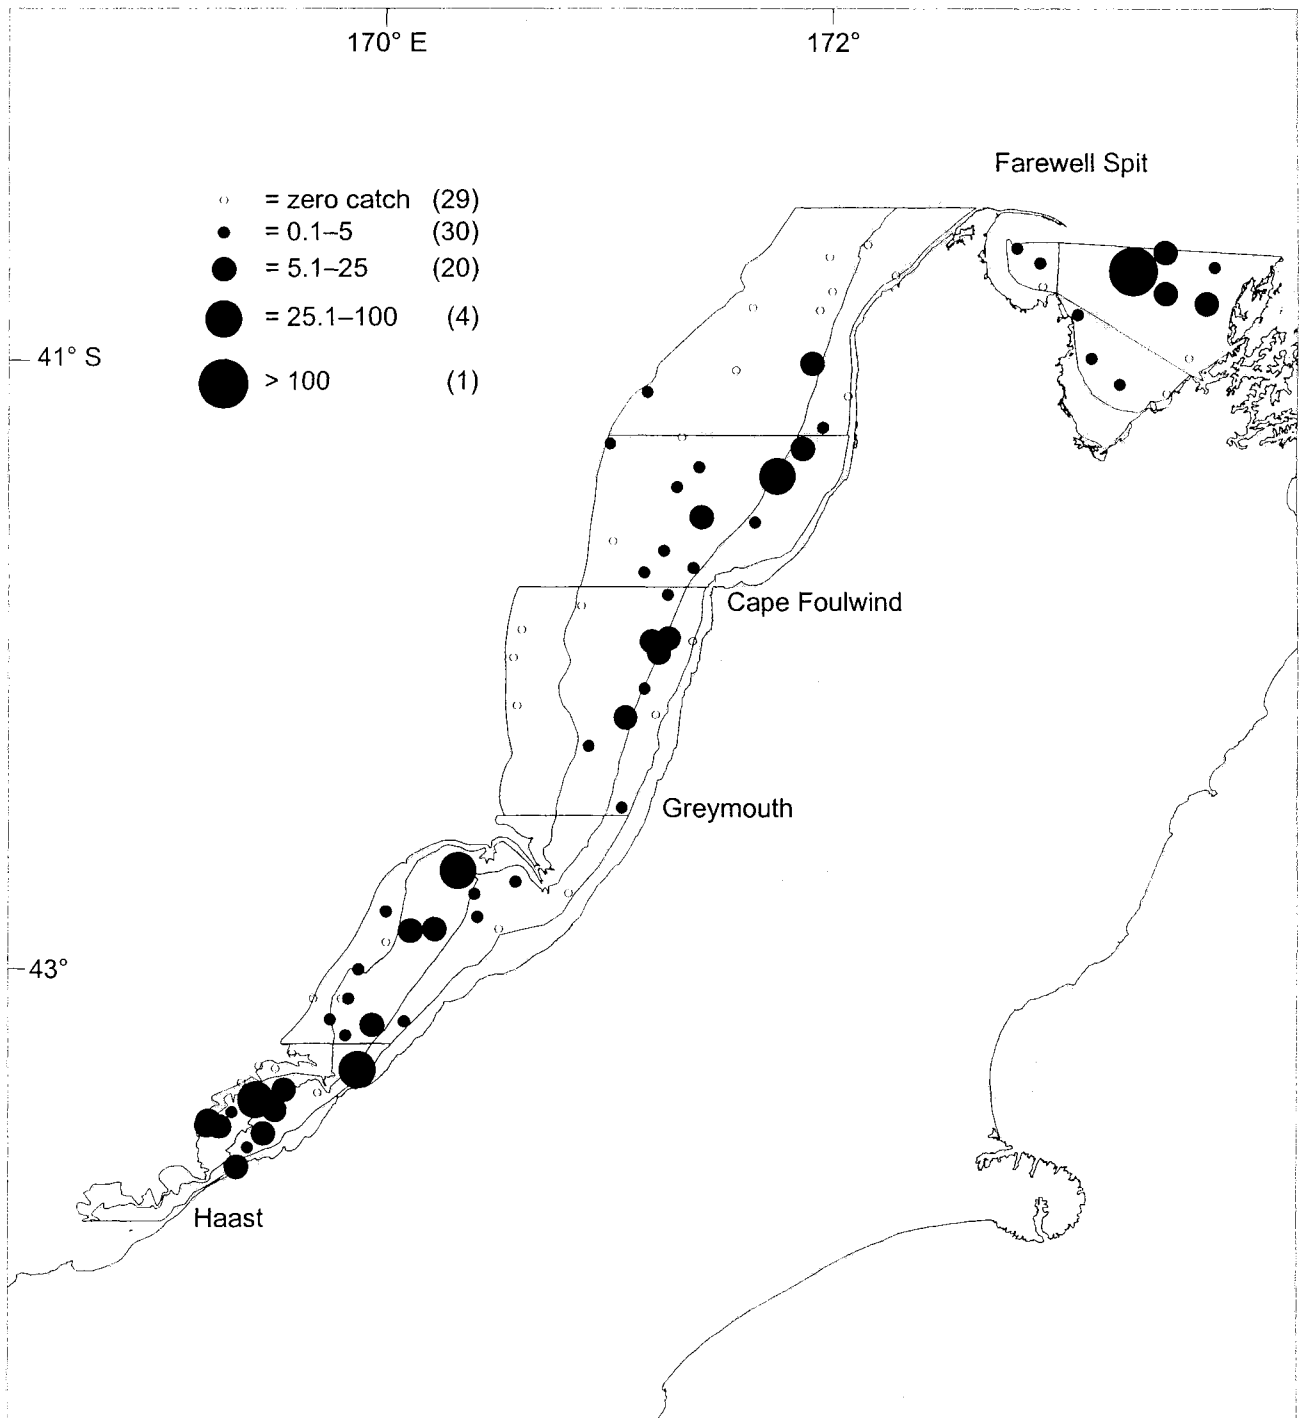 170° E
172°
Farewell Spit
= zero catch (29)
= 0.1–5 (30)
= 5.1–25 (20)
= 25.1–100 (4)
> 100 (1)
41° S
Cape Foulwind
Greymouth
43°
Haast